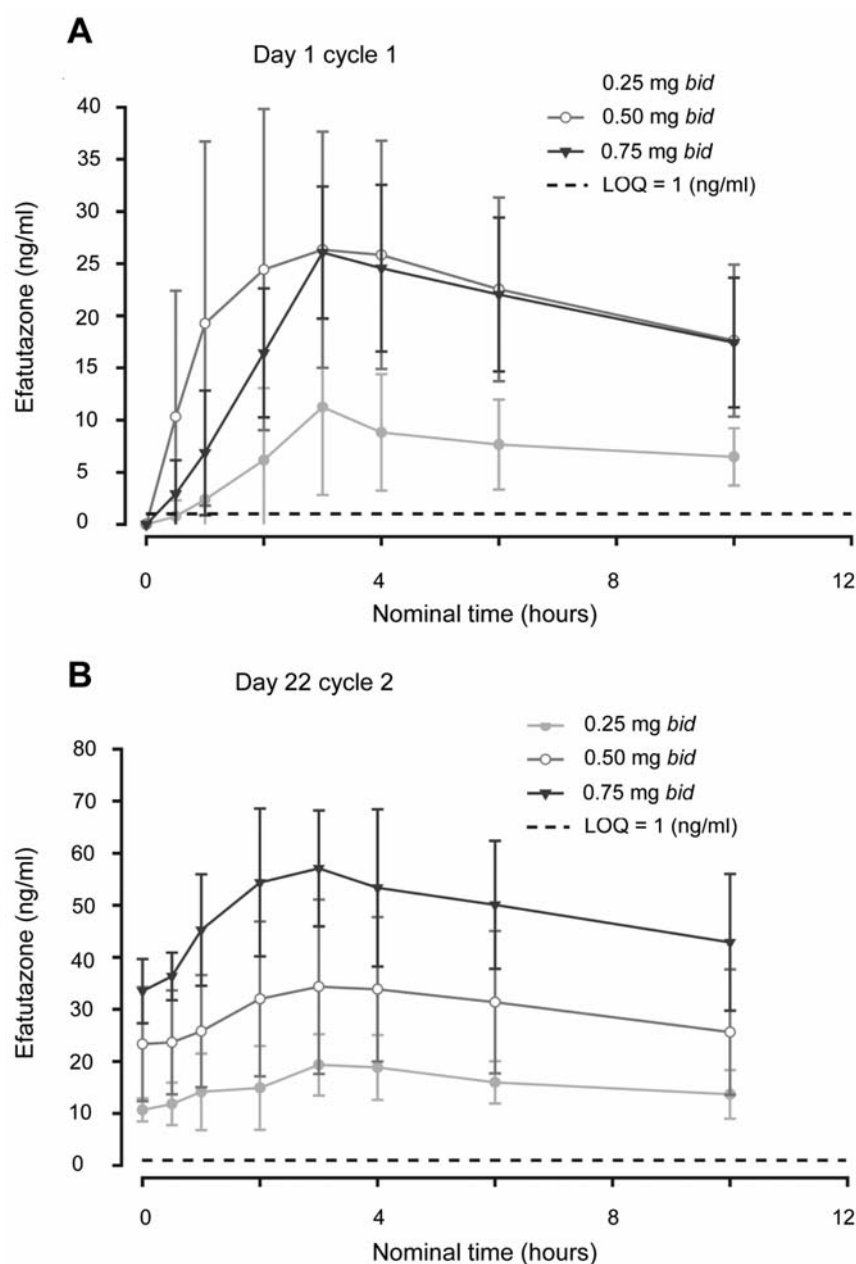 A
Day 1 cycle 1
0.25 mg bid
0.50 mg bid
0.75 mg bid
LOQ = 1 (ng/ml)
40
35
30
25
20
15
10
5
0
Efatutazone (ng/ml)
0 4 8 12
Nominal time (hours)
B
Day 22 cycle 2
0.25 mg bid
0.50 mg bid
0.75 mg bid
LOQ = 1 (ng/ml)
80
70
60
50
40
30
20
10
0
Efatutazone (ng/ml)
0 4 8 12
Nominal time (hours)